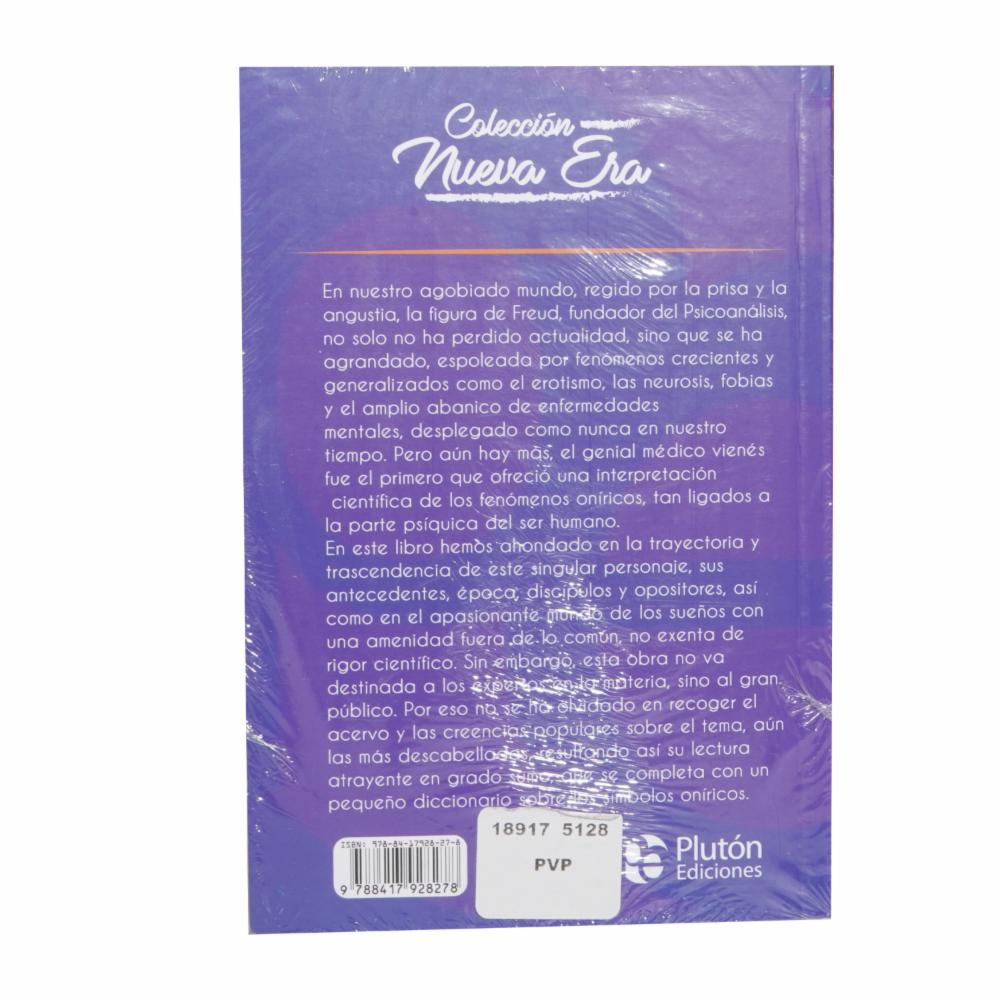 Colección
Nueva Era
En nuestro agobiado mundo, regido por la prisa y la
angustia, la figura de Freud, fundador del Psicoanálisis,
no solo no ha perdido actualidad, sino que se ha
agrandado, espoleada por fenómenos crecientes y
generalizados como el erotismo, las neurosis, fobias
y el amplio abanico de enfermedades
mentales, desplegado como nunca en nuestro
tiempo. Pero aún hay más, el genial médico vienés
fue el primero que ofreció una interpretación
científica de los fenómenos oníricos, tan ligados a
la parte psíquica del ser humano.
En este libro hemos ahondado en la trayectoria y
trascendencia de este singular personaje, sus
antecedentes, época, discípulos y opositores, así
como en el apasionante mundo de los sueños con
una amenidad fuera de lo común, no exenta de
rigor científico. Sin embargo, esta obra no va
destinada a los expertos en la materia, sino al gran
público. Por eso no se ha olvidado en recoger el
acervo y las creencias populares sobre el tema, aún
las más descabelladas, resultando así su lectura
atrayente en grado sumo, que se completa con un
pequeño diccionario sobre los símbolos oníricos.
ISBN: 978-84-17928-27-8
9 788417 928278
18917 5128
PVP
Plutón
Ediciones